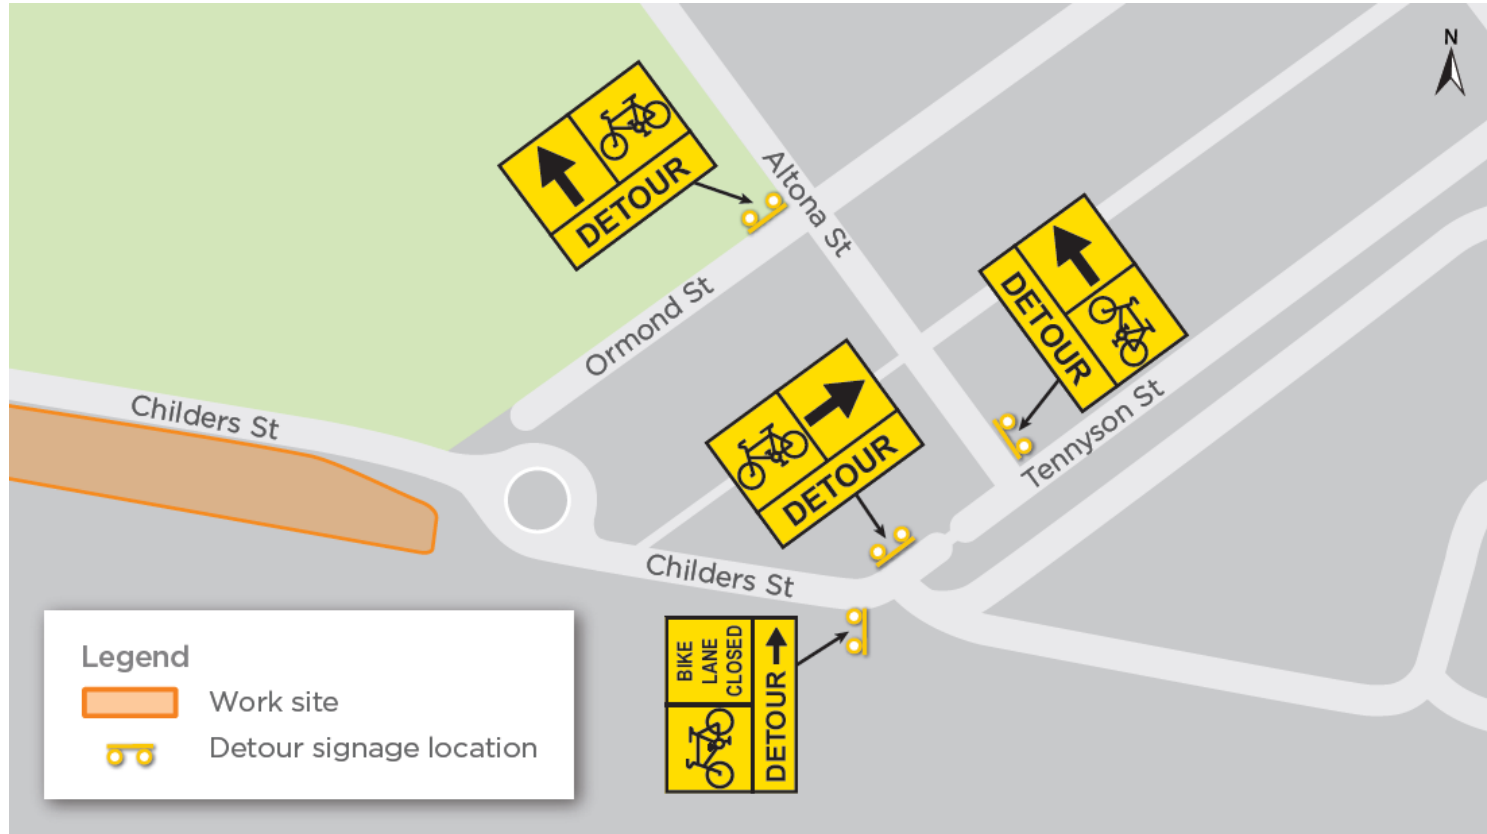 N
Altona St
DETOUR
DETOUR
Ormond St
Tennyson St
Childers St
DETOUR
Childers St
BIKE
LANE
CLOSED
DETOUR
Legend
Work site
Detour signage location